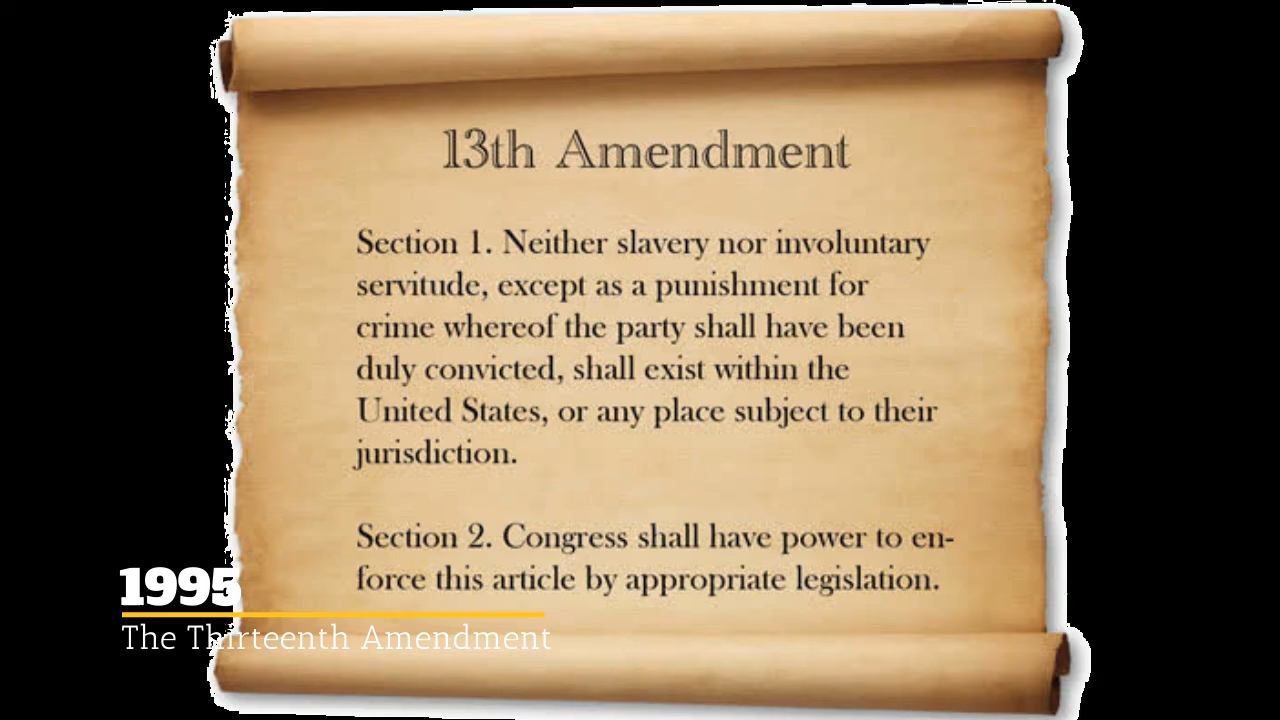 13th Amendment
Section 1. Neither slavery nor involuntary
servitude, except as a punishment for
crime whereof the party shall have been
duly convicted, shall exist within the
United States, or any place subject to their
jurisdiction.
Section 2. Congress shall have power to en-
force this article by appropriate legislation.
1995
The Thirteenth Amendment